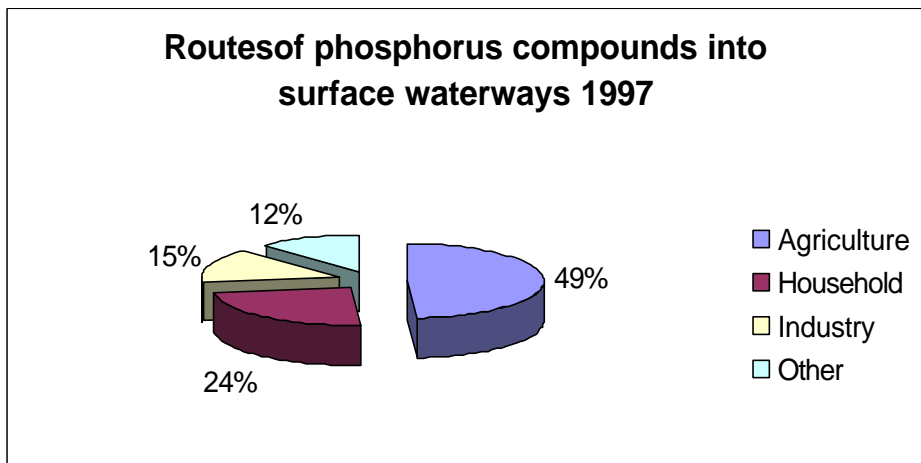 Routesof phosphorus compounds into
surface waterways 1997
12%
15%
49%
24%
Agriculture
Household
Industry
Other